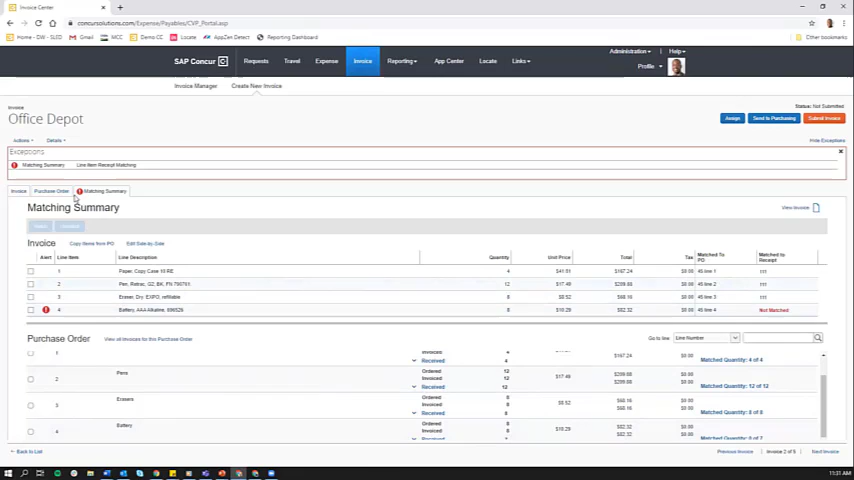 Invoice Center
concursolutions.com/Expense/Payables/CVP_Portal.asp
Home - DW - SLED Gmail MCC Demo CC Locate AppZen Detect Reporting Dashboard Other bookmarks
Administration Help
SAP Concur C Requests Travel Expense Invoice Reporting App Center Locate Links
Profile
Invoice Manager Create New Invoice
Invoice
Status: Not Submitted
Office Depot
Assign Send to Purchasing Submit Invoice
Actions Details Hide Exceptions
Exceptions
Matching Summary Line Item Receipt Matching
Invoice Purchase Order Matching Summary
Matching Summary
View Invoice
Invoice Copy Items from PO Edit Side-by-Side
Alert Line Item Line Description Quantity Unit Price Total Tax Matched To PO Matched to Receipt
1 Paper, Copy Case 10 RE 4 $41.81 $167.24 $0.00 46 line 1
2 Pen, Retrac, G2, BK, 12 $17.49 $209.88 $0.00 46 line 2
3 Eraser, Dry, EXPO, refillable 8 $8.52 $68.16 $0.00 46 line 3
4 Battery, AAA Alkaline, 8 $10.29 $82.32 $0.00 46 line 4 Not Matched
Purchase Order View all Invoices for this Purchase Order Go to line Line Number
1 Invoiced 4 $167.24 $0.00
Received 4 Matched Quantity: 4 of 4
2 Pens Ordered 12 $17.49 $209.88 $0.00
Invoiced 12 $209.88 $0.00
Received 12 Matched Quantity: 12 of 12
3 Erasers Ordered 8 $8.52 $68.16 $0.00
Invoiced 8 $68.16 $0.00
Received 8 Matched Quantity: 8 of 8
4 Battery Ordered 8 $10.29 $82.32 $0.00
Invoiced 8 $82.32 $0.00
Back to List Previous Invoice Invoice 2 of 5 Next Invoice
11:31 AM